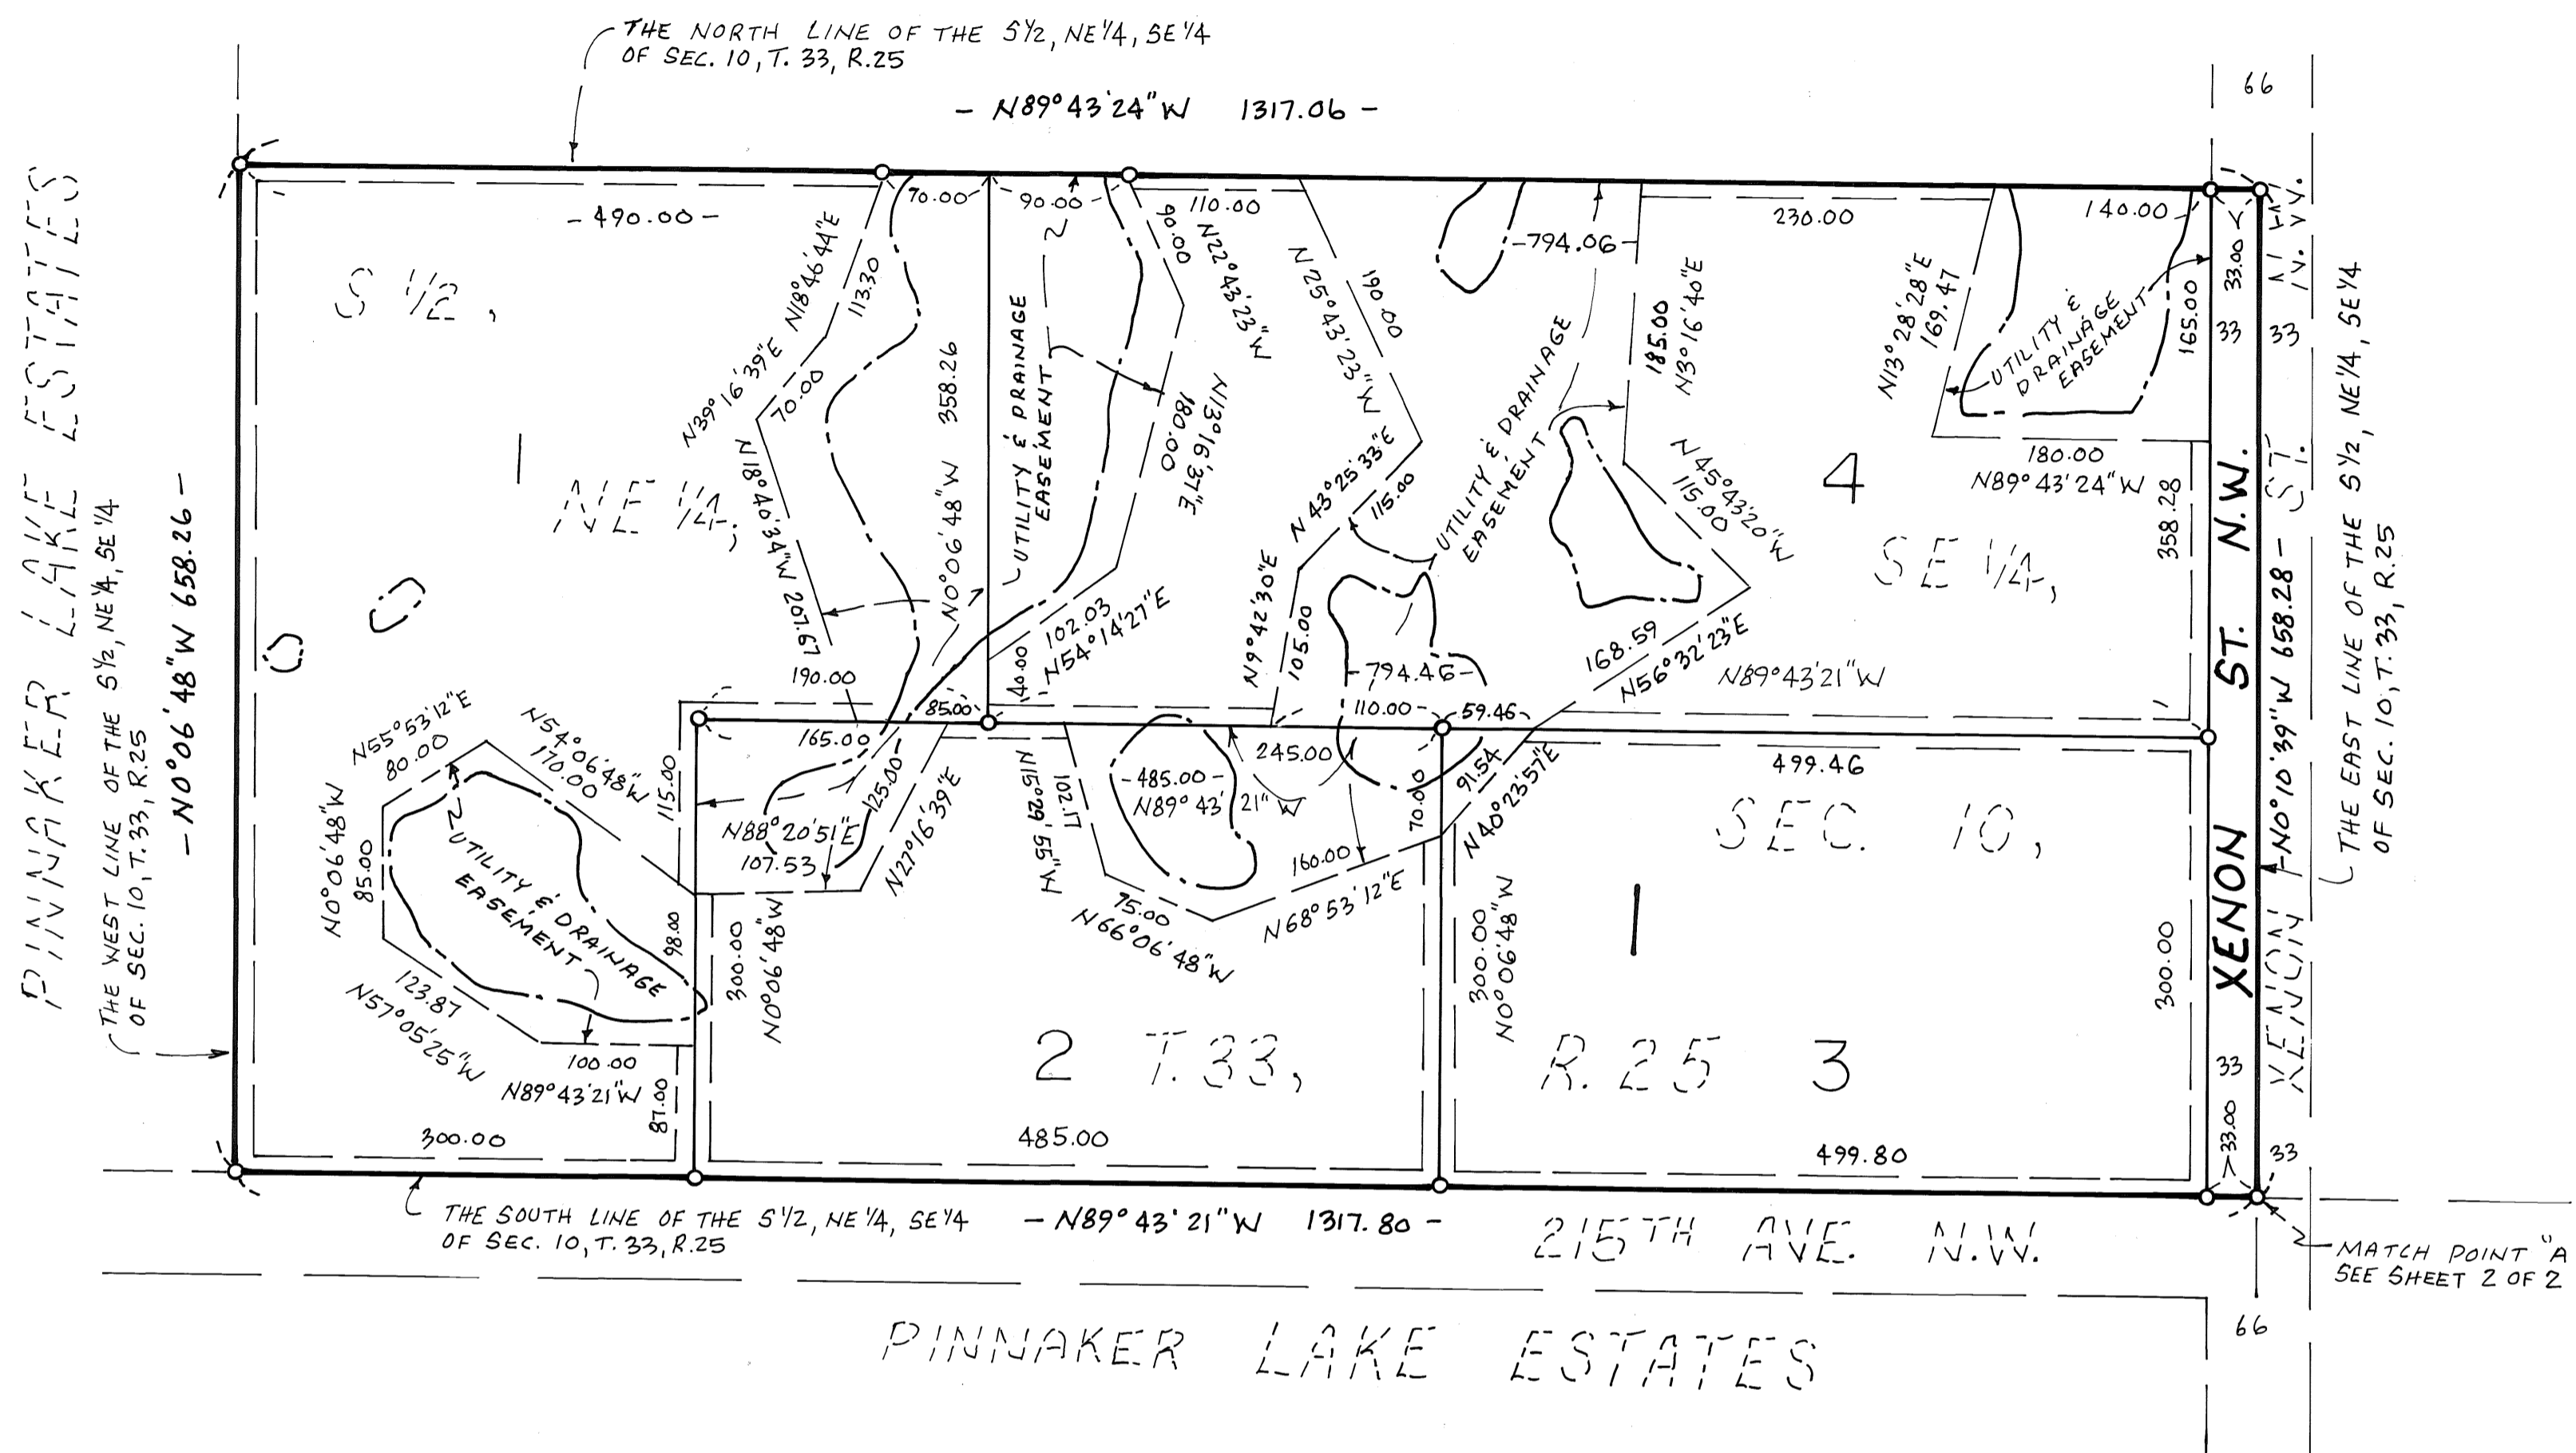 THE NORTH LINE OF THE S½, NE¼, SE¼
OF SEC. 10, T. 33, R.25
- N89°43'24"W 1317.06 -
66
PINNAKER LAKE ESTATES
THE WEST LINE OF THE S½, NE¼, SE¼
OF SEC. 10, T. 33, R.25
- N0°06'48"W 658.26 -
- 490.00 -
70.00
90.00
110.00
- 794.06 -
230.00
140.00
33.00
S ½,
NE ¼,
1
N18°46'44"E
113.30
N39°16'39"E
70.00
N18°40'34"W 207.67
358.26
N0°06'48"W
UTILITY & DRAINAGE
EASEMENT
90.00
N22°43'23"W
N13°16'37"E
180.00
102.03
N54°14'27"E
40.00
190.00
N25°43'23"W
N43°25'33"E
115.00
N9°42'30"E
105.00
UTILITY & DRAINAGE
EASEMENT
185.00
N3°16'40"E
N45°43'20"W
115.00
168.59
N56°32'23"E
N13°28'28"E
169.47
UTILITY &
DRAINAGE
EASEMENT
165.00
33
33
180.00
N89°43'24"W
4
SE ¼,
358.28
N89°43'21"W
- 794.46 -
190.00
85.00
110.00
59.46
165.00
245.00
499.46
- 485.00 -
N89°43'21"W
N55°53'12"E
80.00
N54°06'48"W
170.00
N0°06'48"W
85.00
UTILITY & DRAINAGE
EASEMENT
123.87
N57°05'25"W
100.00
N89°43'21"W
87.00
98.00
115.00
N88°20'51"E
107.53
125.00
N27°16'39"E
N15°29'55"W
102.17
75.00
N66°06'48"W
160.00
N68°53'12"E
70.00
91.54
N40°23'57"E
300.00
N0°06'48"W
300.00
N0°06'48"W
SEC. 10,
1
2
T.33,
R.25
3
300.00
300.00
485.00
499.80
33
33.00
33
XENON ST. N.W.
- N0°10'39"W 658.28 -
XENON ST. N.W.
THE EAST LINE OF THE S½, NE¼, SE¼
OF SEC. 10, T. 33, R.25
THE SOUTH LINE OF THE S½, NE¼, SE¼
OF SEC. 10, T. 33, R.25
- N89°43'21"W 1317.80 -
215TH AVE. N.W.
MATCH POINT "A
SEE SHEET 2 OF 2
66
PINNAKER LAKE ESTATES